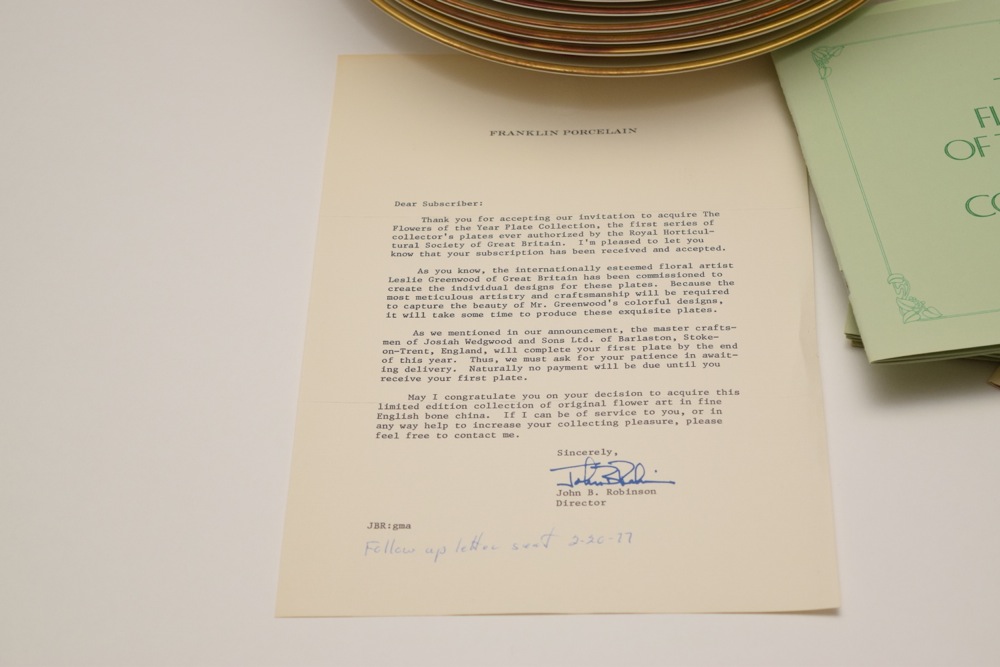 FRANKLIN PORCELAIN
Dear Subscriber:
Thank you for accepting our invitation to acquire The
Flowers of the Year Plate Collection, the first series of
collector's plates ever authorized by the Royal Horticul-
tural Society of Great Britain. I'm pleased to let you
know that your subscription has been received and accepted.
As you know, the internationally esteemed floral artist
Leslie Greenwood of Great Britain has been commissioned to
create the individual designs for these plates. Because the
most meticulous artistry and craftsmanship will be required
to capture the beauty of Mr. Greenwood's colorful designs,
it will take some time to produce these exquisite plates.
As we mentioned in our announcement, the master crafts-
men of Josiah Wedgwood and Sons Ltd. of Barlaston, Stoke-
on-Trent, England, will complete your first plate by the end
of this year. Thus, we must ask for your patience in await-
ing delivery. Naturally no payment will be due until you
receive your first plate.
May I congratulate you on your decision to acquire this
limited edition collection of original flower art in fine
English bone china. If I can be of service to you, or in
any way help to increase your collecting pleasure, please
feel free to contact me.
Sincerely,
John B. Robinson
Director
JBR:gma
Follow up letter sent 2-20-77
FL
OF
CO